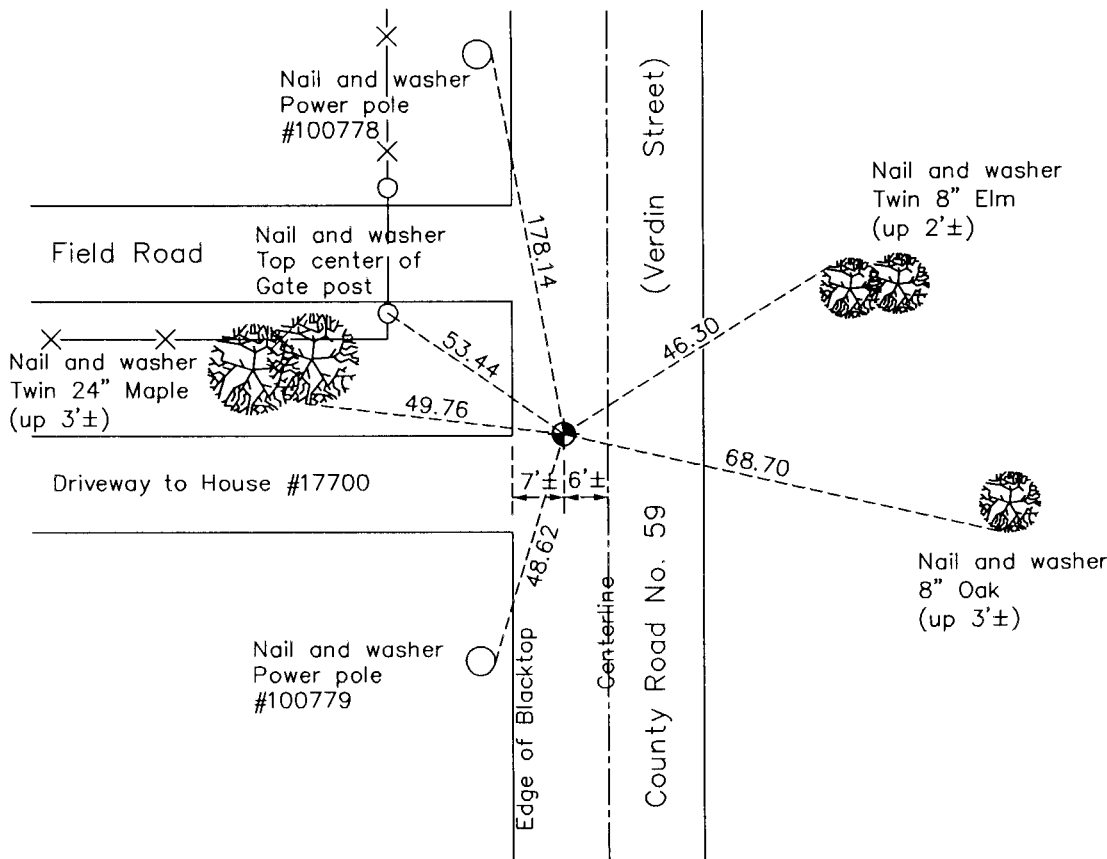 Nail and washer
Power pole
#100778
(Verdin Street)
Nail and washer
Twin 8" Elm
(up 2'±)
178.14
Field Road
Nail and washer
Top center of
Gate post
53.44
46.30
Nail and washer
Twin 24" Maple
(up 3'±)
49.76
68.70
Driveway to House #17700
7'± 6'±
48.62
County Road No. 59
Nail and washer
8" Oak
(up 3'±)
Centerline
Edge of Blacktop
Nail and washer
Power pole
#100779